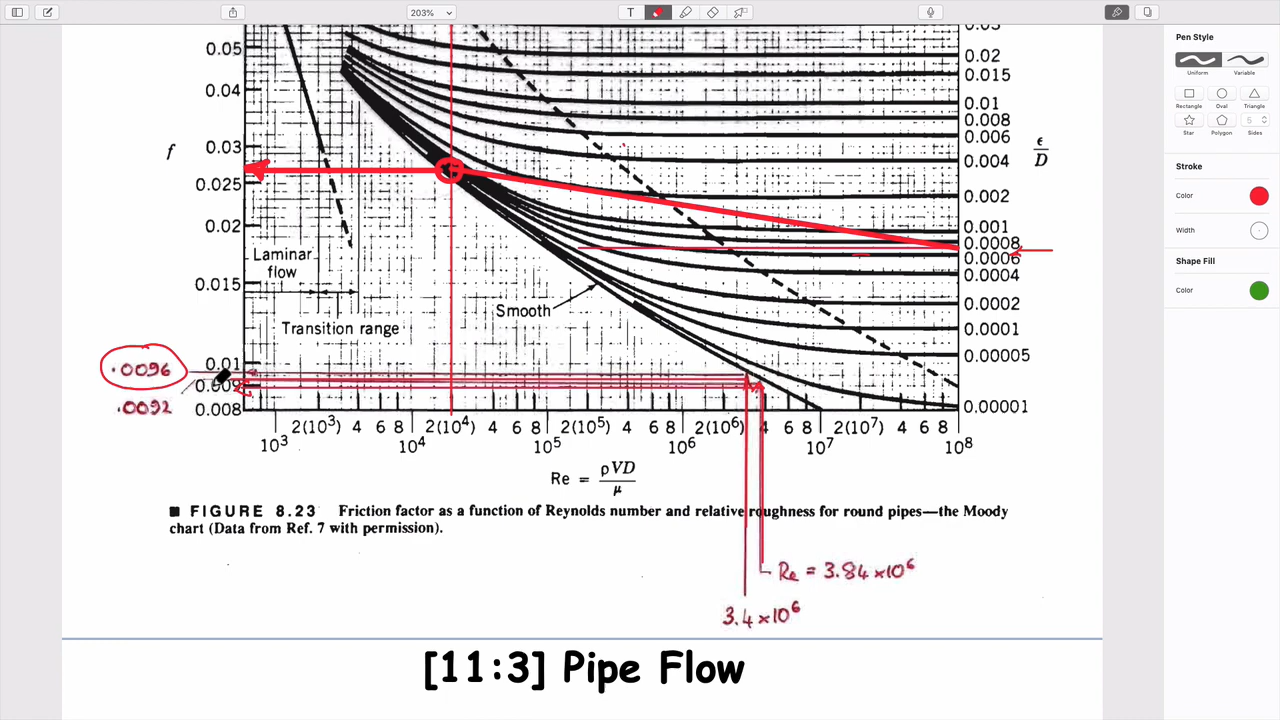 203%
T
Pen Style
Uniform
Variable
Rectangle
Oval
Triangle
Star
Polygon
5
Sides
Stroke
Color
Width
Shape Fill
Color
0.05
0.04
0.03
0.025
0.02
0.015
0.01
0.009
0.008
f
Laminar
flow
Transition range
Smooth
0.03
0.02
0.015
0.01
0.008
0.006
0.004
0.002
0.001
0.0008
0.0006
0.0004
0.0002
0.0001
0.00005
0.00001
ϵ
D
.0096
.0092
2(10³) 4 6 8 2(10⁴) 4 6 8 2(10⁵) 4 6 8 2(10⁶) 4 6 8 2(10⁷) 4 6 8
10³ 10⁴ 10⁵ 10⁶ 10⁷ 10⁸
Re = ρVD
μ
■ FIGURE 8.23 Friction factor as a function of Reynolds number and relative roughness for round pipes—the Moody
chart (Data from Ref. 7 with permission).
Re = 3.84×10⁶
3.4×10⁶
[11:3] Pipe Flow